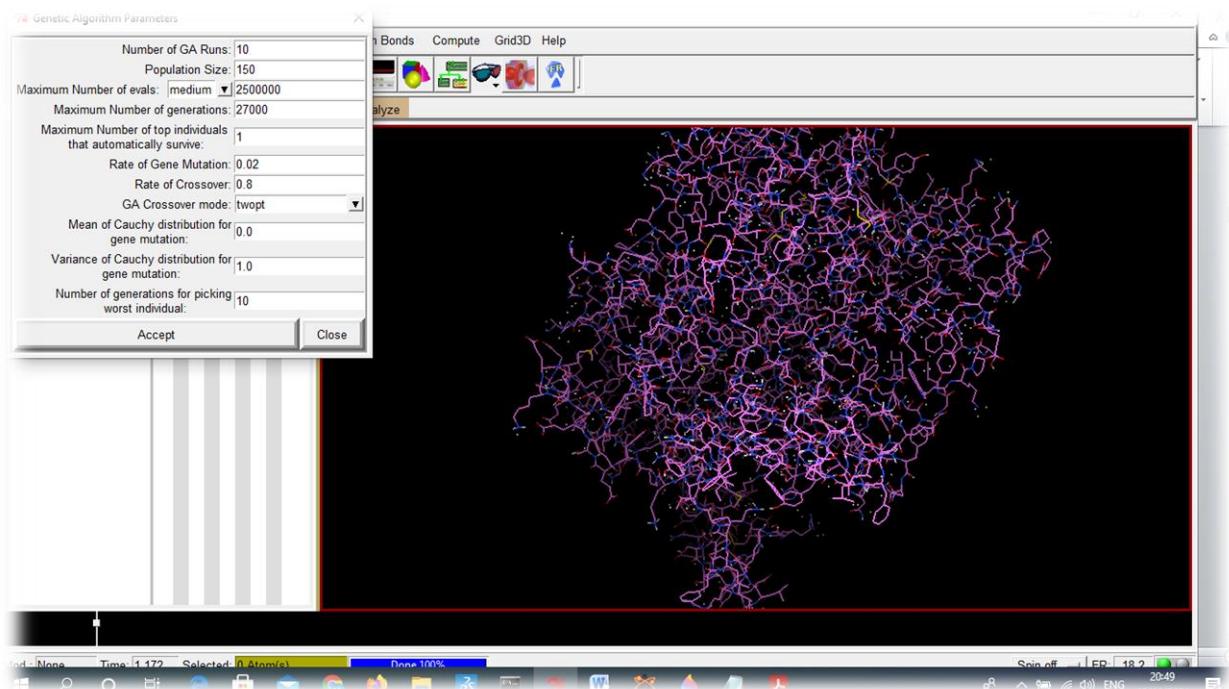 Genetic Algorithm Parameters
Number of GA Runs: 10
Population Size: 150
Maximum Number of evals: medium 2500000
Maximum Number of generations: 27000
Maximum Number of top individuals
that automatically survive: 1
Rate of Gene Mutation: 0.02
Rate of Crossover: 0.8
GA Crossover mode: twopt
Mean of Cauchy distribution for
gene mutation: 0.0
Variance of Cauchy distribution for
gene mutation: 1.0
Number of generations for picking
worst individual: 10
Accept Close
Bonds Compute Grid3D Help
None Time: 1.172 Selected: 0 Atom(s) Done 100% Spin off FR: 18.2
ENG 20:49